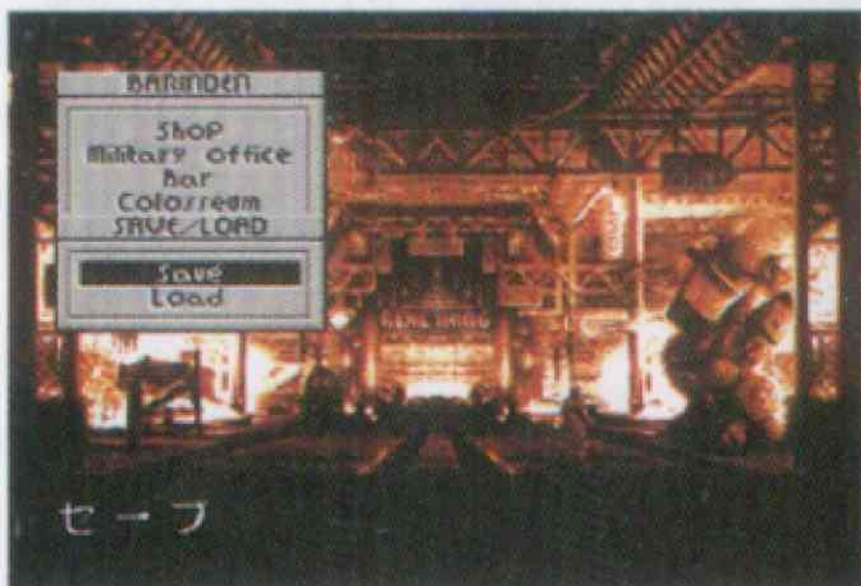 BARINDEN
Shop
Military Office
Bar
Colosseum
SAVE/LOAD
Save
Load
セーブ